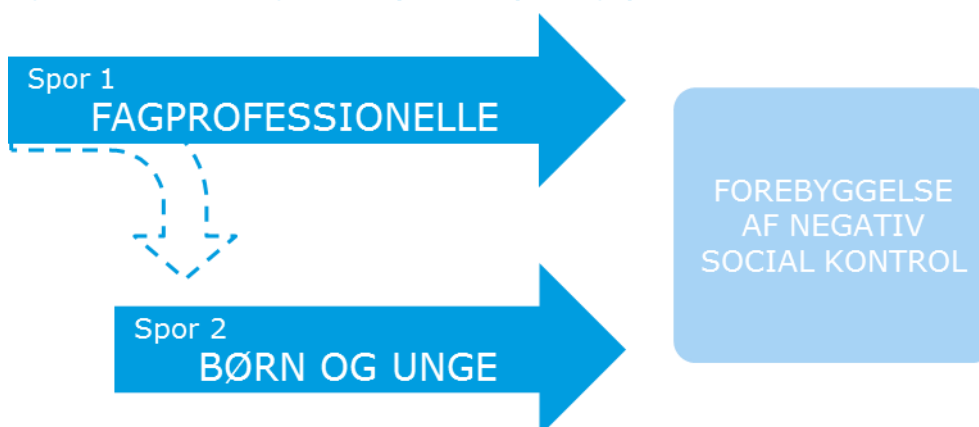 Spor 1
FAGPROFESSIONELLE
FOREBYGGELSE
AF NEGATIV
SOCIAL KONTROL
Spor 2
BØRN OG UNGE